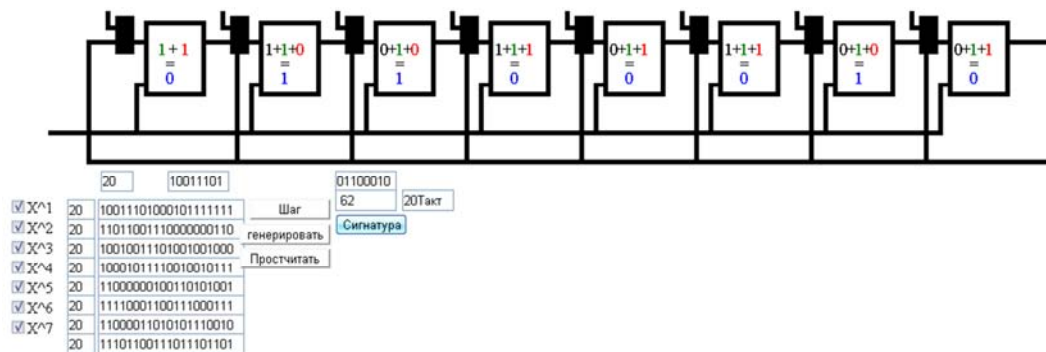 1 + 1 = 0
1+1+0 = 1
0+1+0 = 1
1+1+1 = 0
0+1+1 = 0
1+1+1 = 0
0+1+0 = 1
0+1+1 = 0
20 10011101 01100010
62 20Такт
X^1 20 10011101000101111111 Шаг Сигнатура
X^2 20 11011001110000000110 генерировать
X^3 20 10010011101001001000 Простчитать
X^4 20 10001011110010010111
X^5 20 11000000100110101001
X^6 20 11110001100111000111
X^7 20 11000011010101110010
20 11101100111011101101